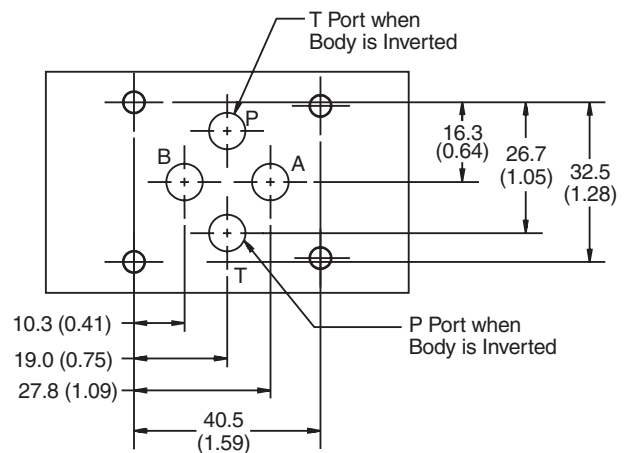 T Port when
Body is Inverted
P
B
A
T
16.3
(0.64)
26.7
(1.05)
32.5
(1.28)
10.3 (0.41)
19.0 (0.75)
27.8 (1.09)
40.5
(1.59)
P Port when
Body is Inverted